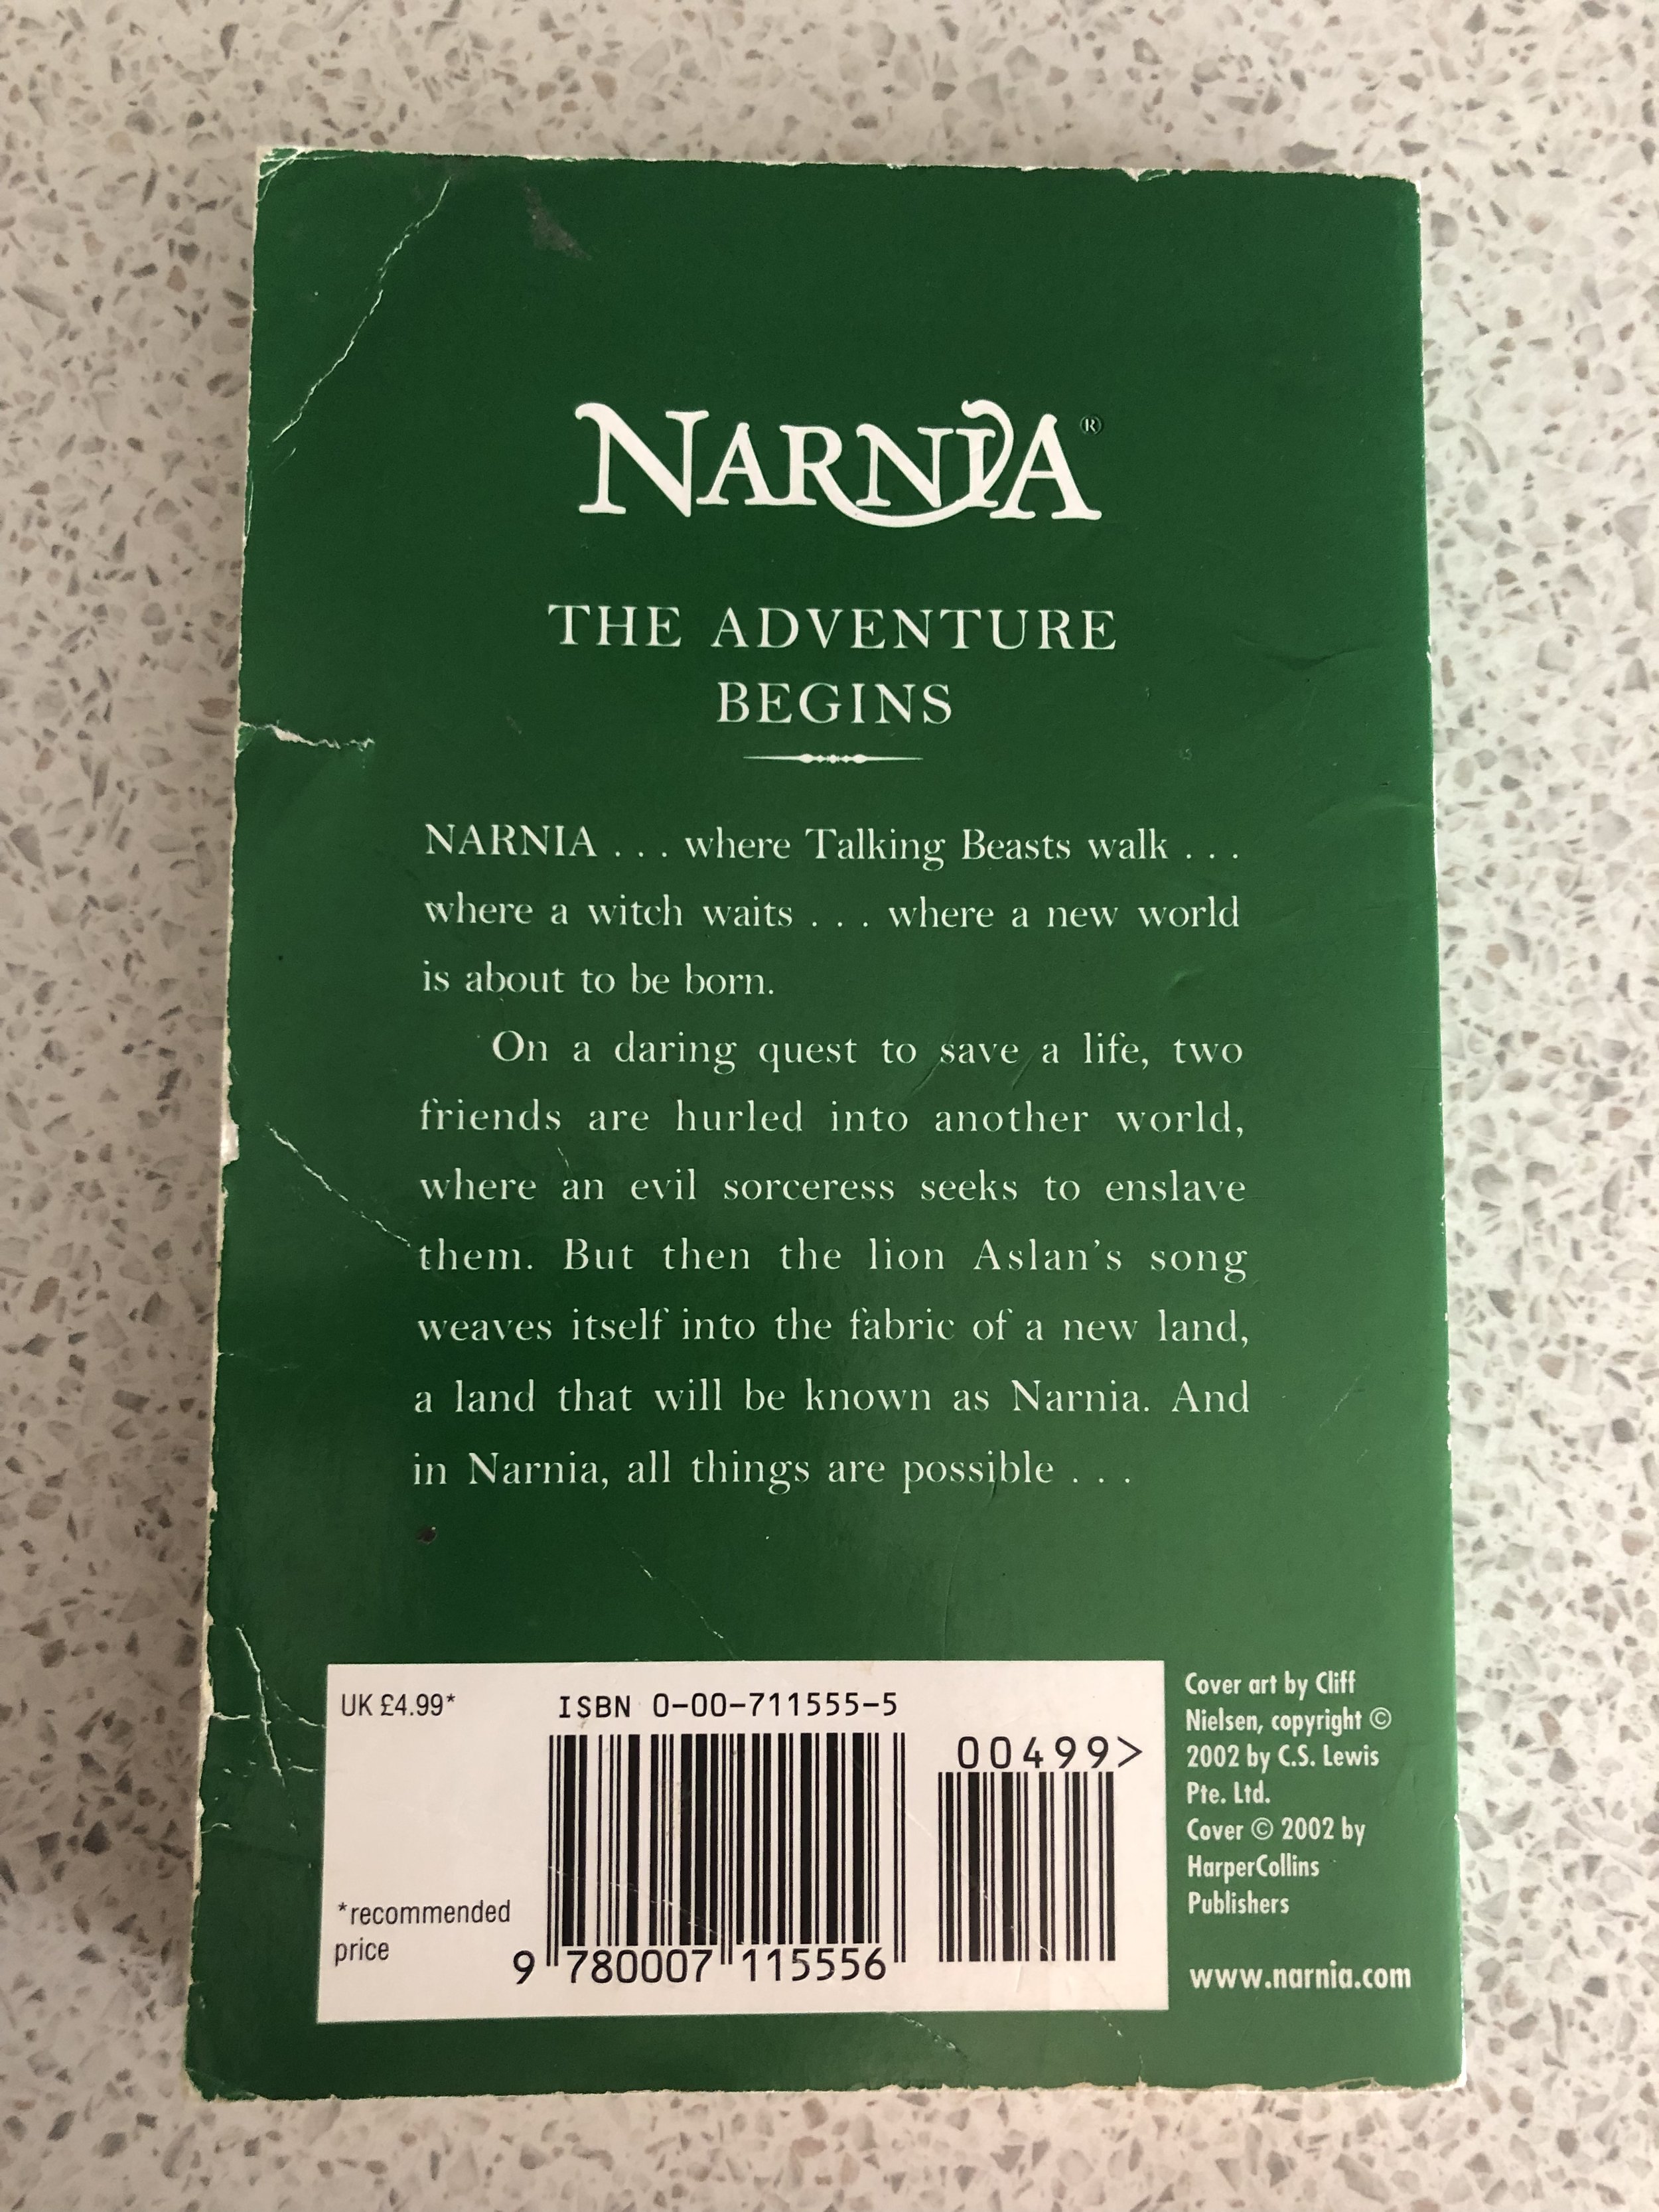 NARNIA®
THE ADVENTURE
BEGINS
NARNIA . . . where Talking Beasts walk . . .
where a witch waits . . . where a new world
is about to be born.
On a daring quest to save a life, two
friends are hurled into another world,
where an evil sorceress seeks to enslave
them. But then the lion Aslan's song
weaves itself into the fabric of a new land,
a land that will be known as Narnia. And
in Narnia, all things are possible . . .
UK £4.99*
ISBN 0-00-711555-5
00499>
*recommended
price
9 780007 115556
Cover art by Cliff
Nielsen, copyright ©
2002 by C.S. Lewis
Pte. Ltd.
Cover © 2002 by
HarperCollins
Publishers
www.narnia.com